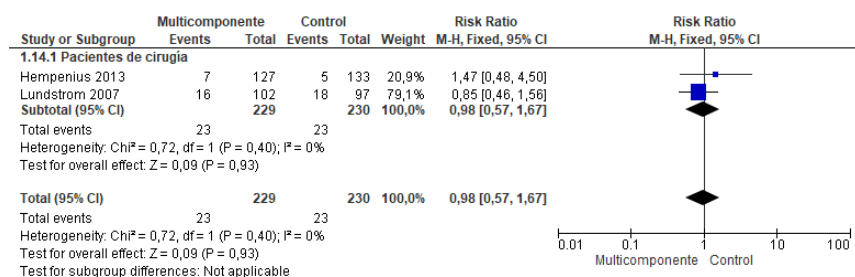 Multicomponente Control Risk Ratio Risk Ratio
Study or Subgroup Events Total Events Total Weight M-H, Fixed, 95% CI M-H, Fixed, 95% CI
1.14.1 Pacientes de cirugía
Hempenius 2013 7 127 5 133 20,9% 1,47 [0,48, 4,50]
Lundstrom 2007 16 102 18 97 79,1% 0,85 [0,46, 1,56]
Subtotal (95% CI) 229 230 100,0% 0,98 [0,57, 1,67]
Total events 23 23
Heterogeneity: Chi² = 0,72, df = 1 (P = 0,40); I² = 0%
Test for overall effect: Z = 0,09 (P = 0,93)
Total (95% CI) 229 230 100,0% 0,98 [0,57, 1,67]
Total events 23 23
Heterogeneity: Chi² = 0,72, df = 1 (P = 0,40); I² = 0%
Test for overall effect: Z = 0,09 (P = 0,93)
Test for subgroup differences: Not applicable
0.01 0.1 1 10 100
Multicomponente Control